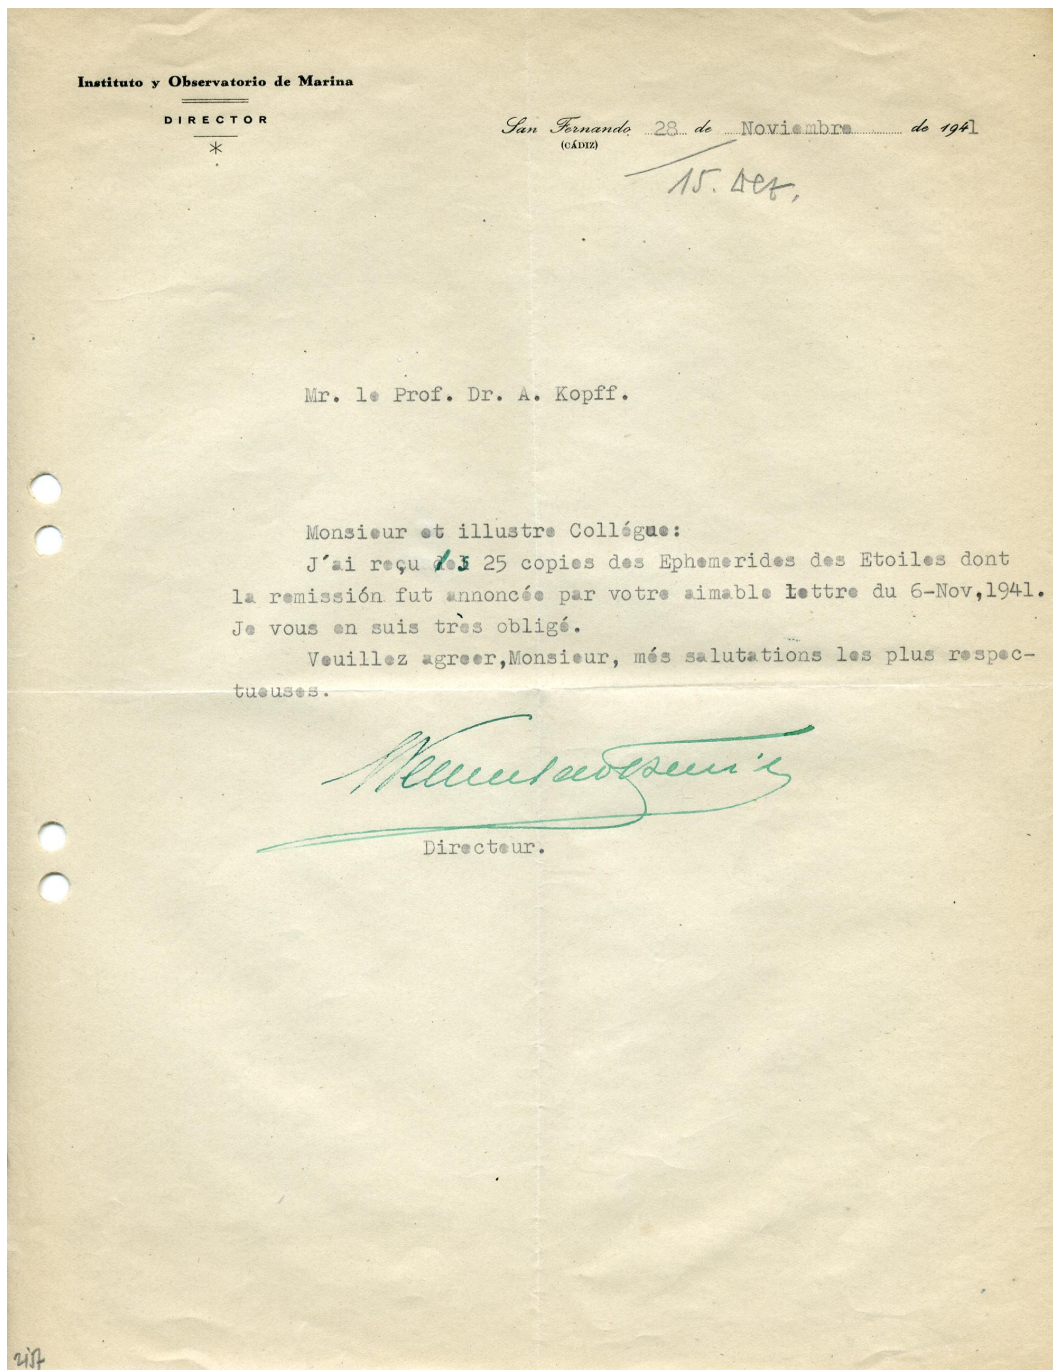 Instituto y Observatorio de Marina
DIRECTOR
San Fernando 28 de Noviembre de 1941
(CÁDIZ)
15. Dez.
Mr. le Prof. Dr. A. Kopff.
Monsieur et illustre Collégue:
J'ai reçu les 25 copies des Ephemerides des Etoiles dont
la remissión fut annoncée par votre aimable lettre du 6-Nov,1941.
Je vous en suis très obligé.
Veuillez agreer,Monsieur, més salutations les plus respec-
tueuses.
Directeur.